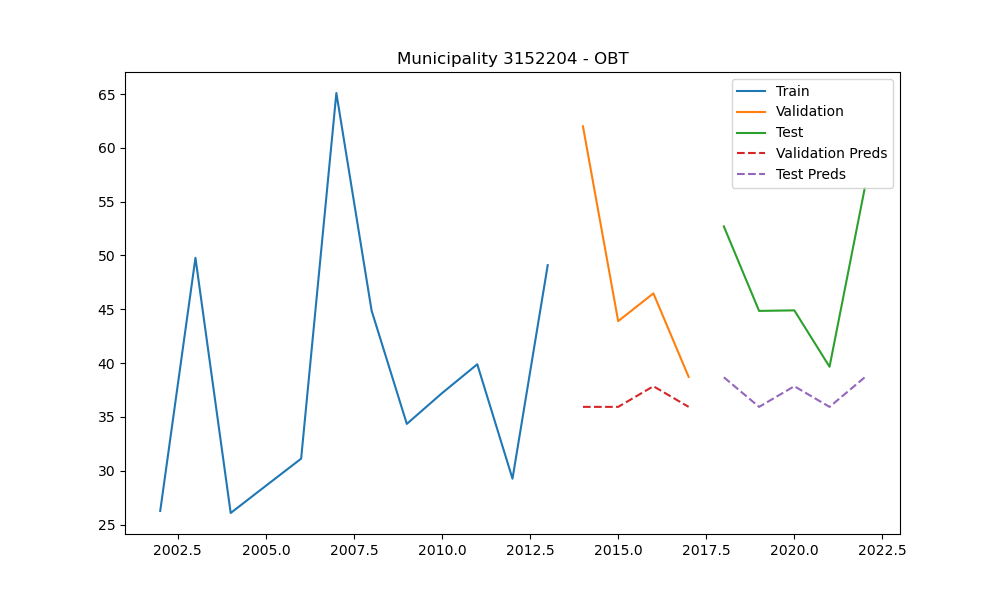 Municipality 3152204 - OBT
Train
Validation
Test
Validation Preds
Test Preds
65
60
55
50
45
40
35
30
25
2002.5 2005.0 2007.5 2010.0 2012.5 2015.0 2017.5 2020.0 2022.5